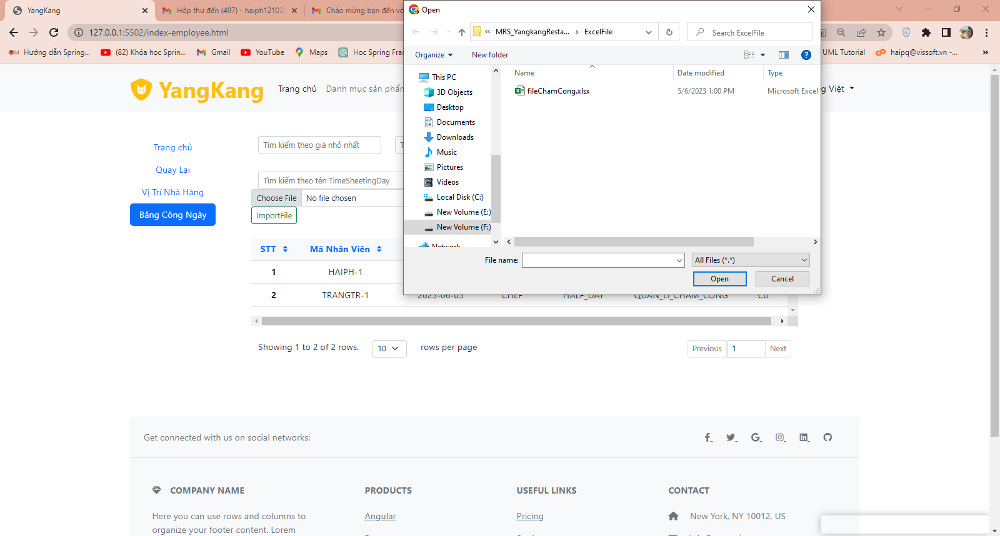 YangKang
Hộp thư đến (497) - haiph12102
Chào mừng bạn đến vớ
127.0.0.1:5502/index-employee.html
Hướng dẫn Spring...
(82) Khóa học Sprin...
Gmail
YouTube
Maps
Hoc Spring Fra
UML Tutorial
haipq@vissoft.vn -...
YangKang
Trang chủ
Danh mục sản phẩm
g Việt
Trang chủ
Quay Lại
Vị Trí Nhà Hàng
Bảng Công Ngày
Tìm kiếm theo giá nhỏ nhất
Tìm kiếm theo tên TimeSheetingDay
Choose File
No file chosen
ImportFile
STT
Mã Nhân Viên
1
HAIPH-1
2
TRANGTR-1
2023-06-05
CHEF
HALF_DAY
QUAN_LI_CHAM_CONG
Co
Showing 1 to 2 of 2 rows.
10
rows per page
Previous
1
Next
Open
MRS_YangkangResta...
ExcelFile
Search ExcelFile
Organize
New folder
This PC
3D Objects
Desktop
Documents
Downloads
Music
Pictures
Videos
Local Disk (C:)
New Volume (E:)
New Volume (F:)
Network
Name
Date modified
Type
fileChamCong.xlsx
5/6/2023 1:00 PM
Microsoft Excel
File name:
All Files (*.*)
Open
Cancel
Get connected with us on social networks:
COMPANY NAME
Here you can use rows and columns to
organize your footer content. Lorem
PRODUCTS
Angular
USEFUL LINKS
Pricing
CONTACT
New York, NY 10012, US